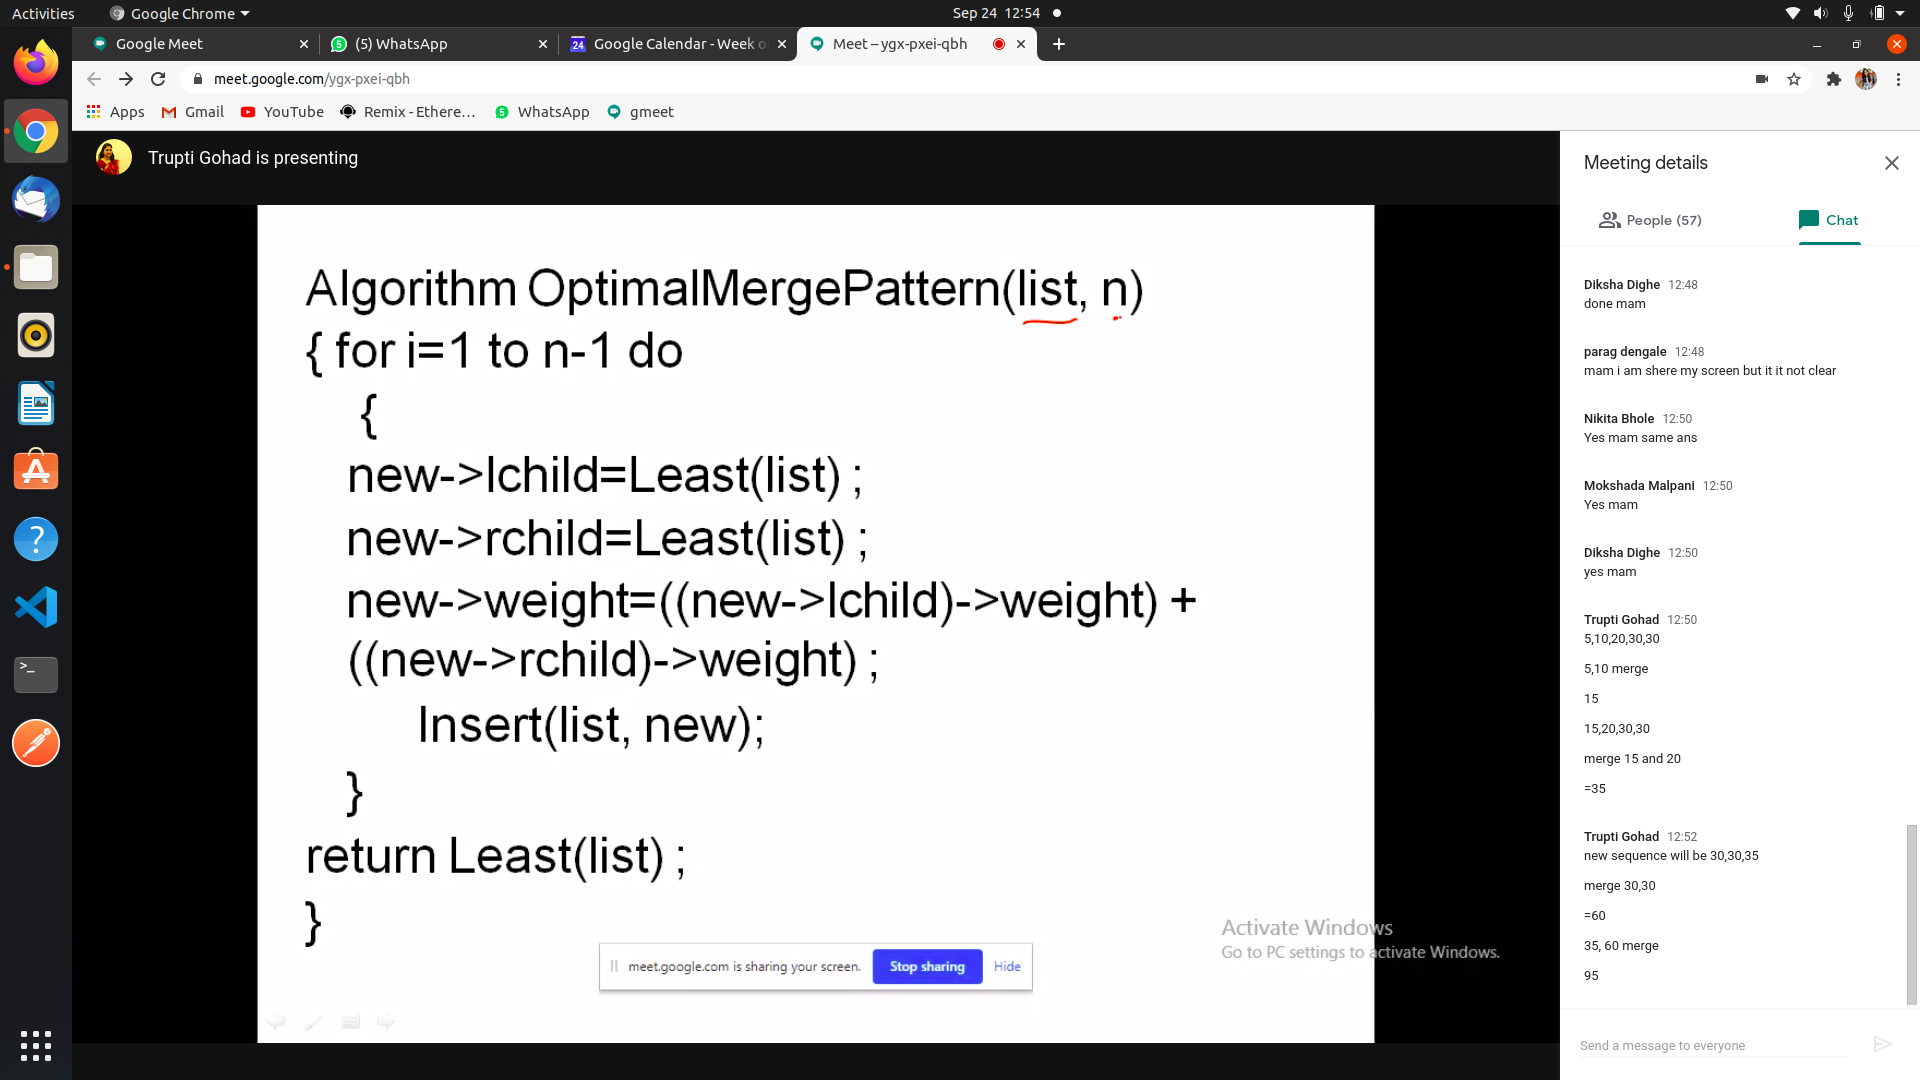 Activities
Google Chrome
Sep 24 12:54
Google Meet
(5) WhatsApp
24 Google Calendar - Week o
Meet – ygx-pxei-qbh
meet.google.com/ygx-pxei-qbh
Apps
Gmail
YouTube
Remix - Ethere...
5 WhatsApp
gmeet
Trupti Gohad is presenting
Algorithm OptimalMergePattern(list, n)
{ for i=1 to n-1 do
{
new->lchild=Least(list) ;
new->rchild=Least(list) ;
new->weight=((new->lchild)->weight) +
((new->rchild)->weight) ;
Insert(list, new);
}
return Least(list) ;
}
meet.google.com is sharing your screen.
Stop sharing
Hide
Activate Windows
Go to PC settings to activate Windows.
Meeting details
People (57)
Chat
Diksha Dighe 12:48
done mam
parag dengale 12:48
mam i am shere my screen but it it not clear
Nikita Bhole 12:50
Yes mam same ans
Mokshada Malpani 12:50
Yes mam
Diksha Dighe 12:50
yes mam
Trupti Gohad 12:50
5,10,20,30,30
5,10 merge
15
15,20,30,30
merge 15 and 20
=35
Trupti Gohad 12:52
new sequence will be 30,30,35
merge 30,30
=60
35, 60 merge
95
Send a message to everyone